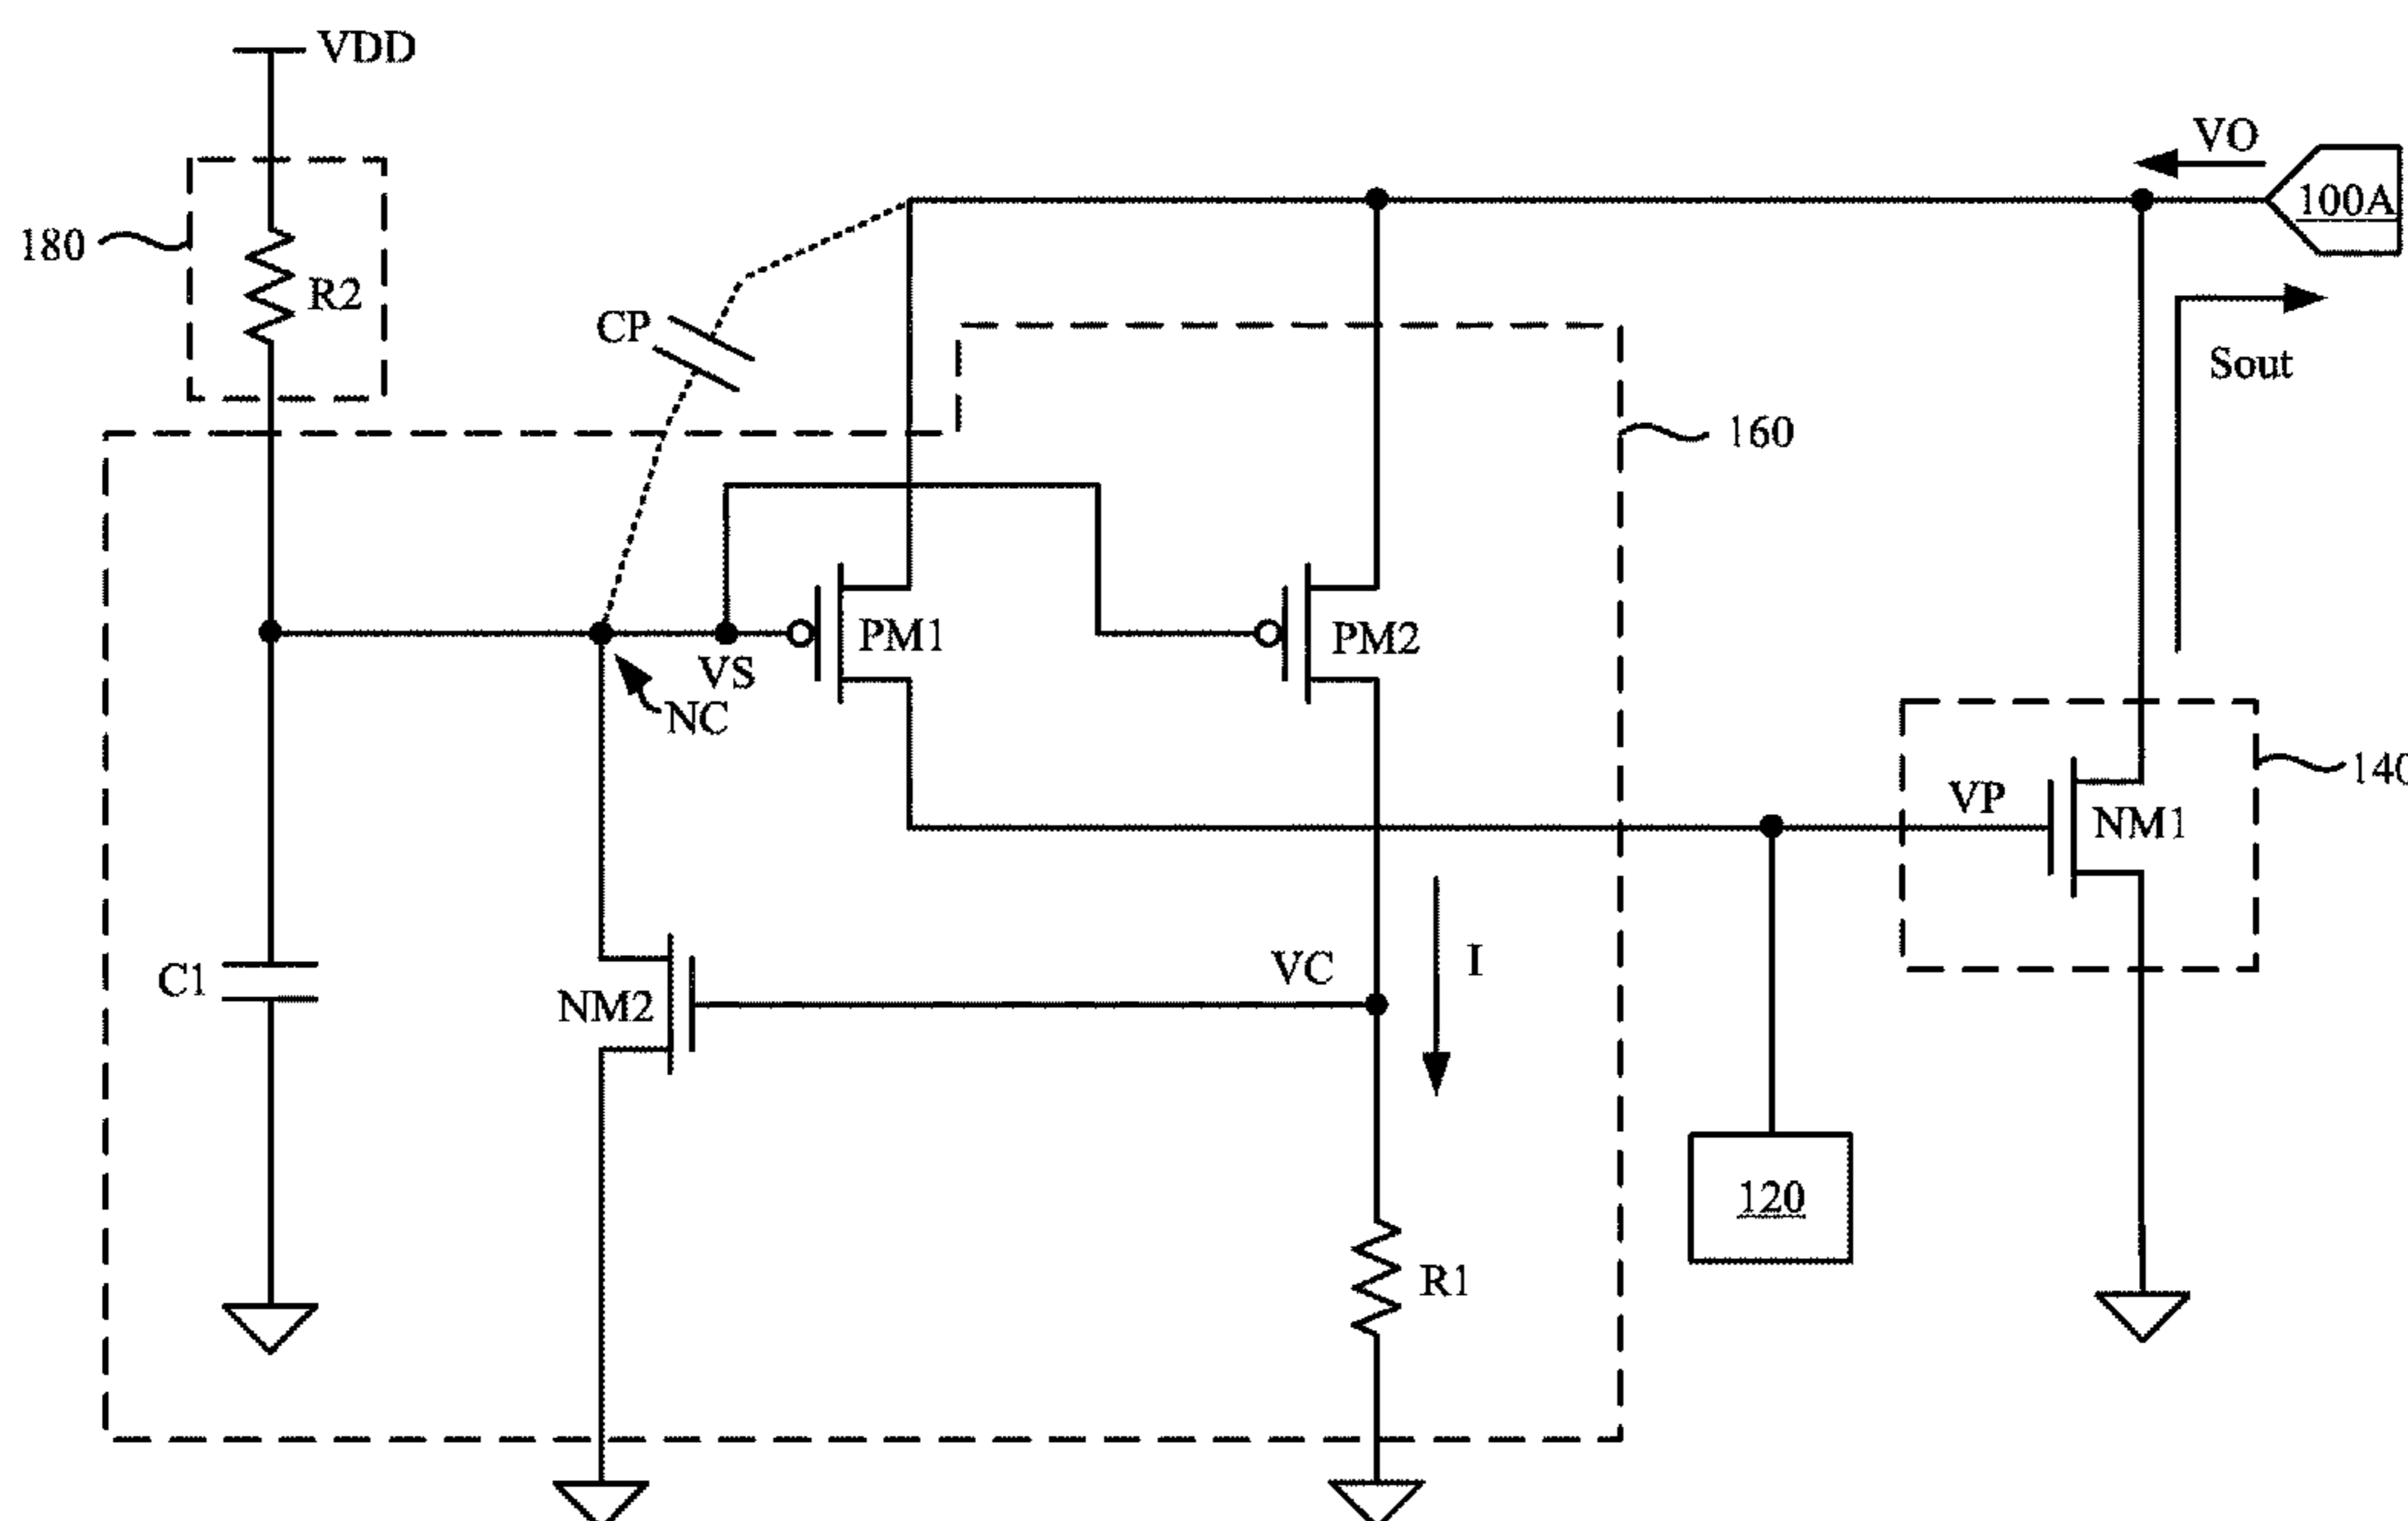 VDD
VO
100A
180
R2
CP
Sout
160
PM1
PM2
VS
NC
140
VP
NM1
VC
I
C1
NM2
120
R1